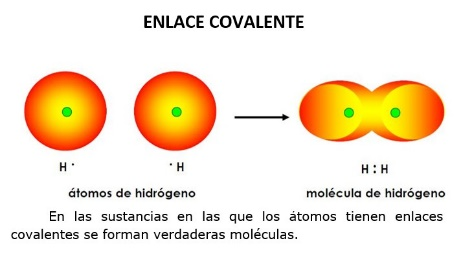 ENLACE COVALENTE
H · · H H : H
átomos de hidrógeno molécula de hidrógeno
En las sustancias en las que los átomos tienen enlaces
covalentes se forman verdaderas moléculas.